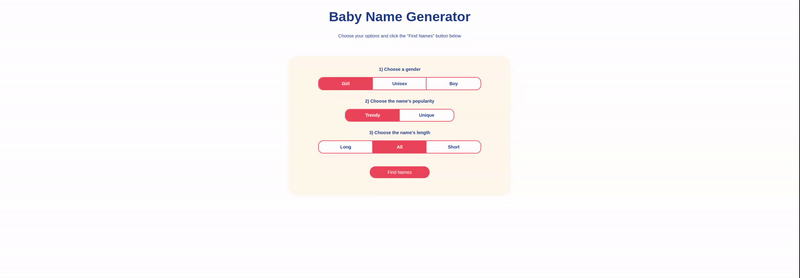 Baby Name Generator
Choose your options and click the "Find Names" button below
1) Choose a gender
Girl Unisex Boy
2) Choose the name's popularity
Trendy Unique
3) Choose the name's length
Long All Short
Find Names